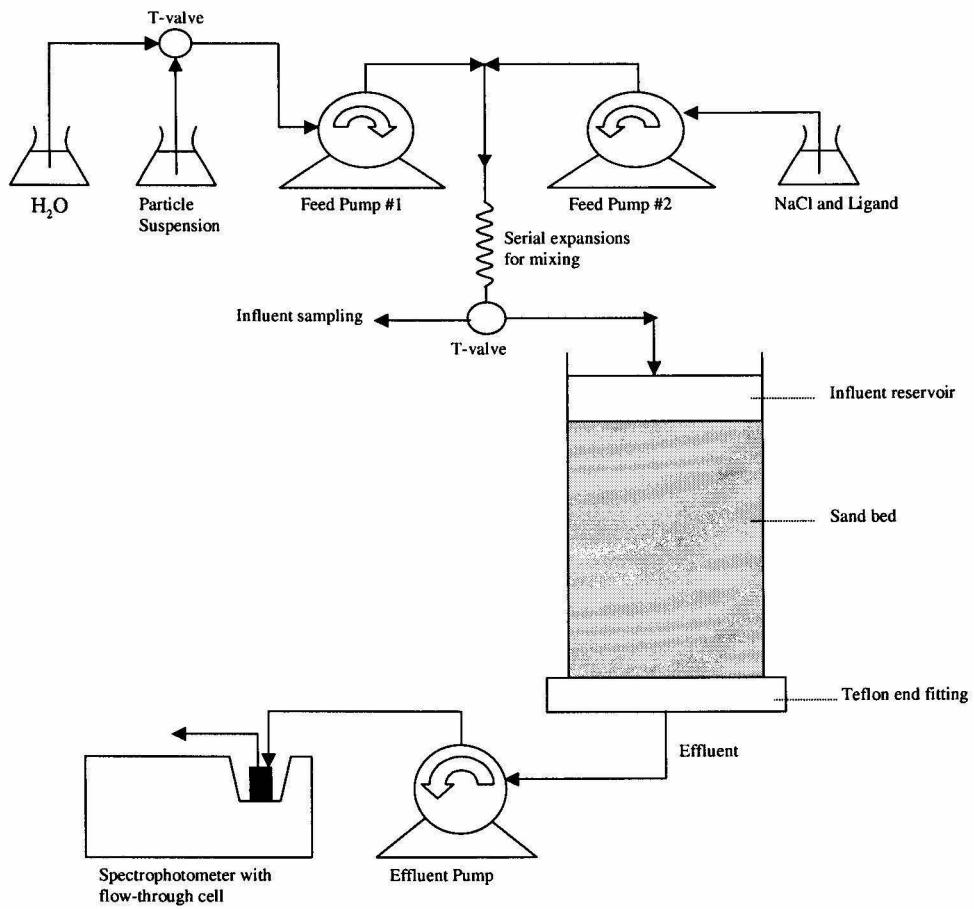 T-valve
H₂O
Particle
Suspension
Feed Pump #1
Feed Pump #2
NaCl and Ligand
Serial expansions
for mixing
Influent sampling
T-valve
Influent reservoir
Sand bed
Teflon end fitting
Effluent
Spectrophotometer with
flow-through cell
Effluent Pump